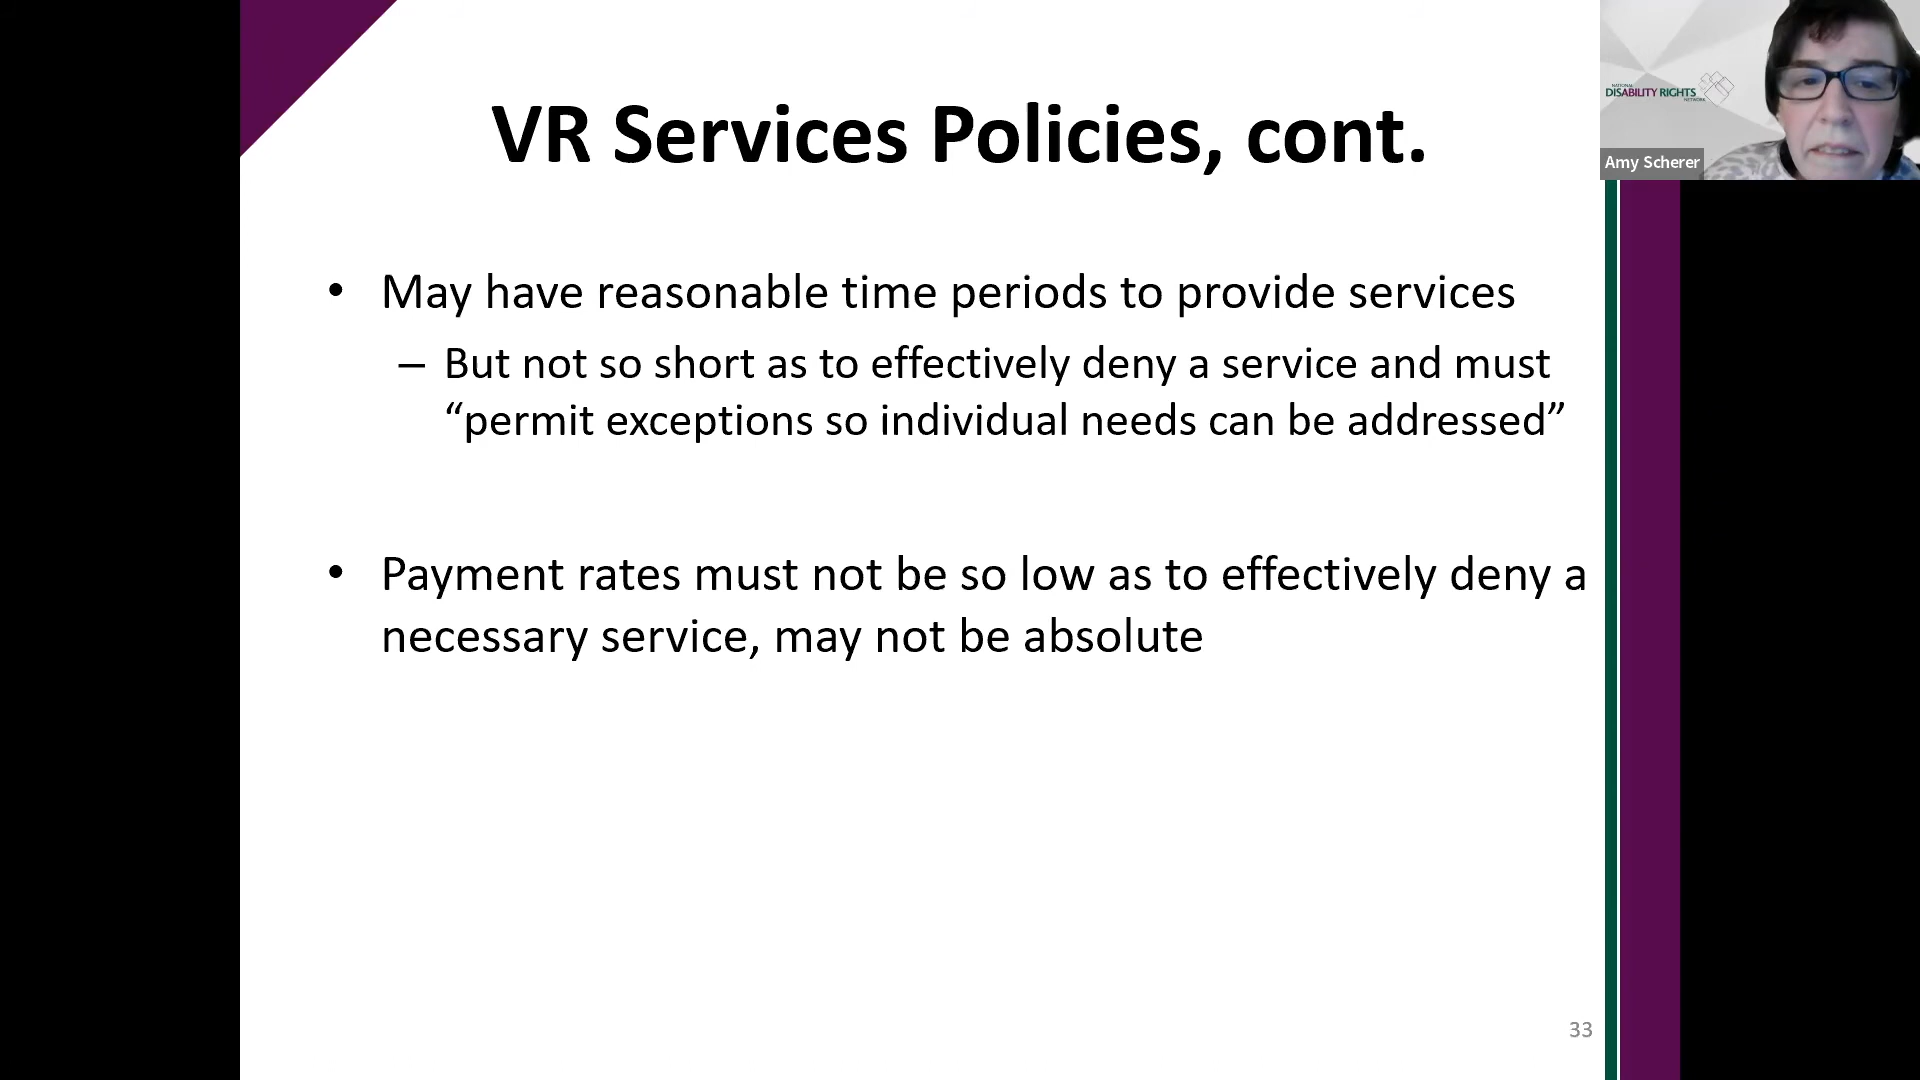 VR Services Policies, cont.
NATIONAL
DISABILITY RIGHTS
NETWORK
Amy Scherer
• May have reasonable time periods to provide services
– But not so short as to effectively deny a service and must
“permit exceptions so individual needs can be addressed”
• Payment rates must not be so low as to effectively deny a
necessary service, may not be absolute
33